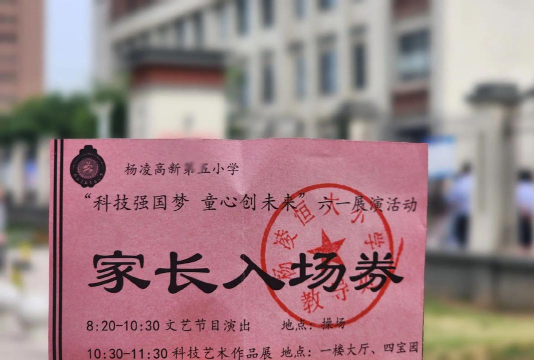 杨凌高新第五小学
“科技强国梦 童心创未来”六一展演活动
家长入场券
8:20-10:30 文艺节目演出 地点：操场
10:30-11:30 科技艺术作品展 地点：一楼大厅、四宝园